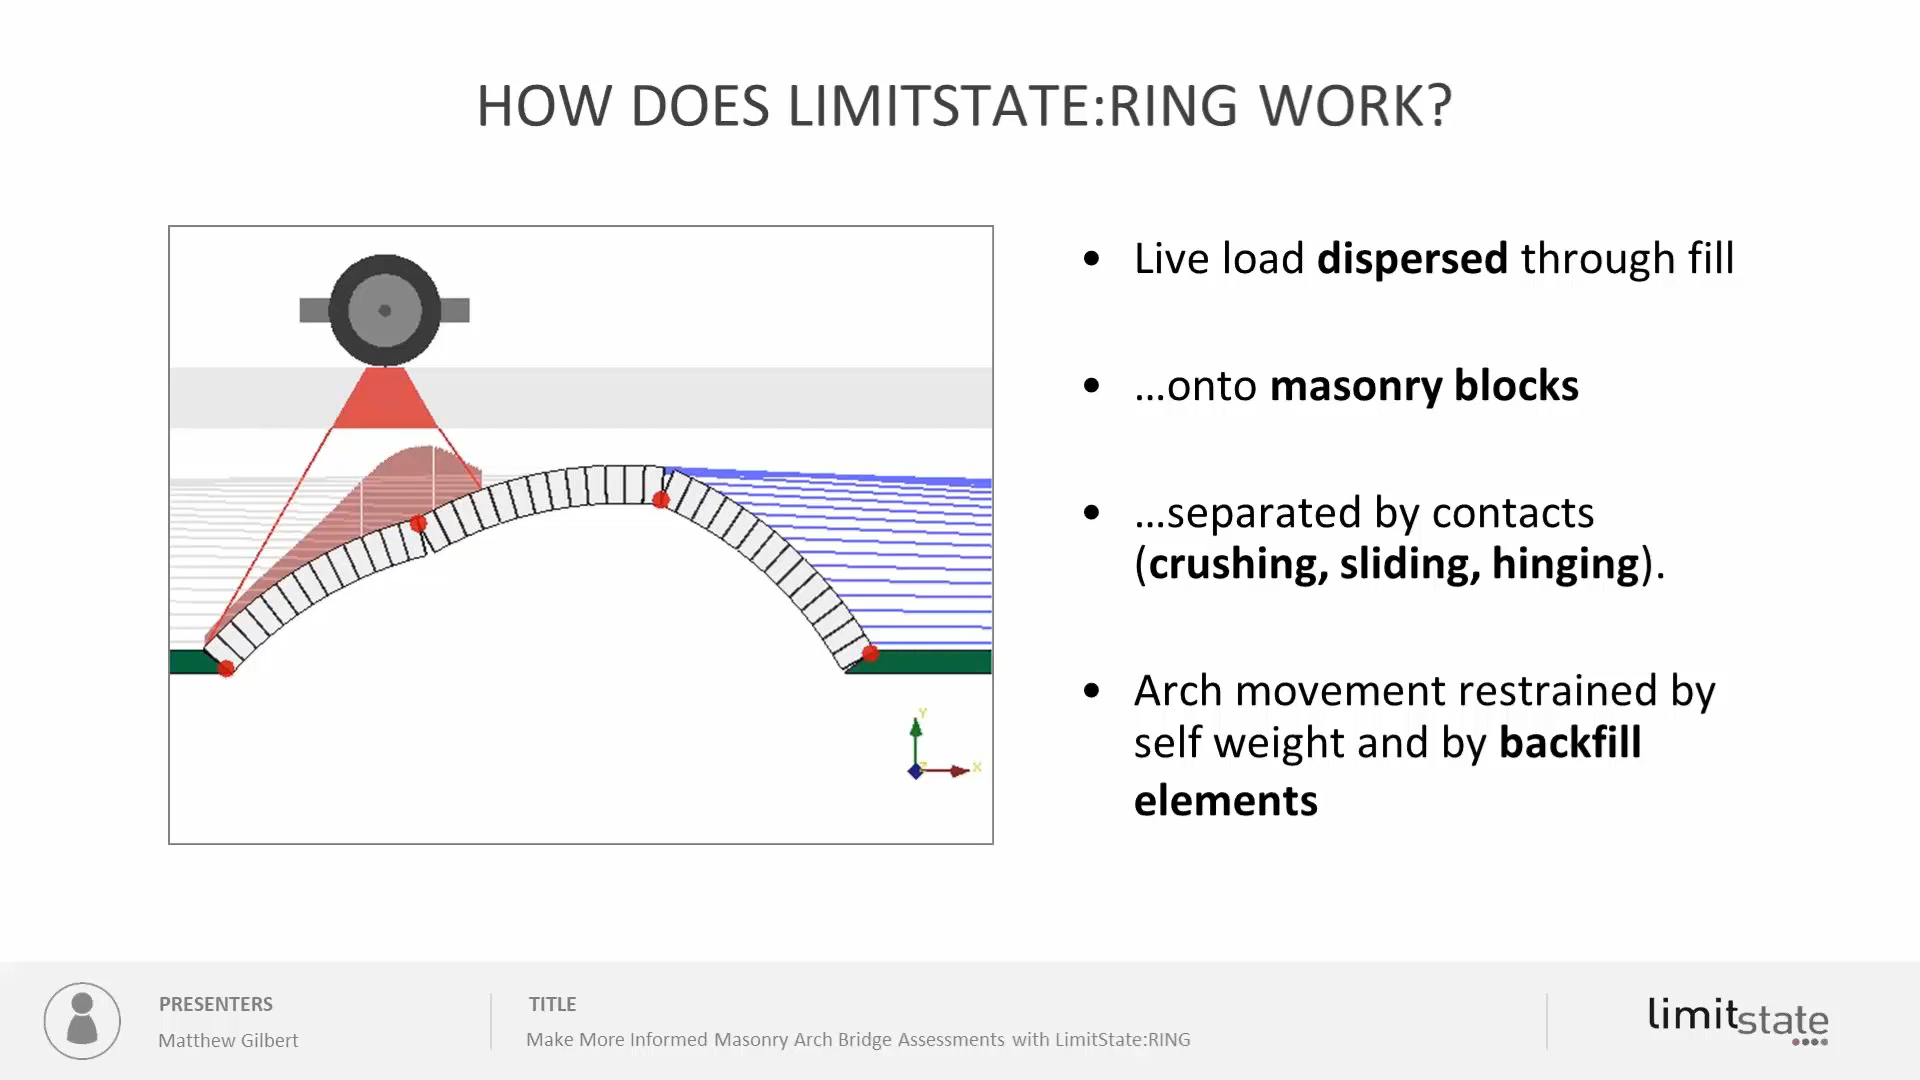 HOW DOES LIMITSTATE:RING WORK?
• Live load dispersed through fill
• …onto masonry blocks
• …separated by contacts
(crushing, sliding, hinging).
• Arch movement restrained by
self weight and by backfill
elements
Y
Z
X
PRESENTERS
Matthew Gilbert
TITLE
Make More Informed Masonry Arch Bridge Assessments with LimitState:RING
limitstate